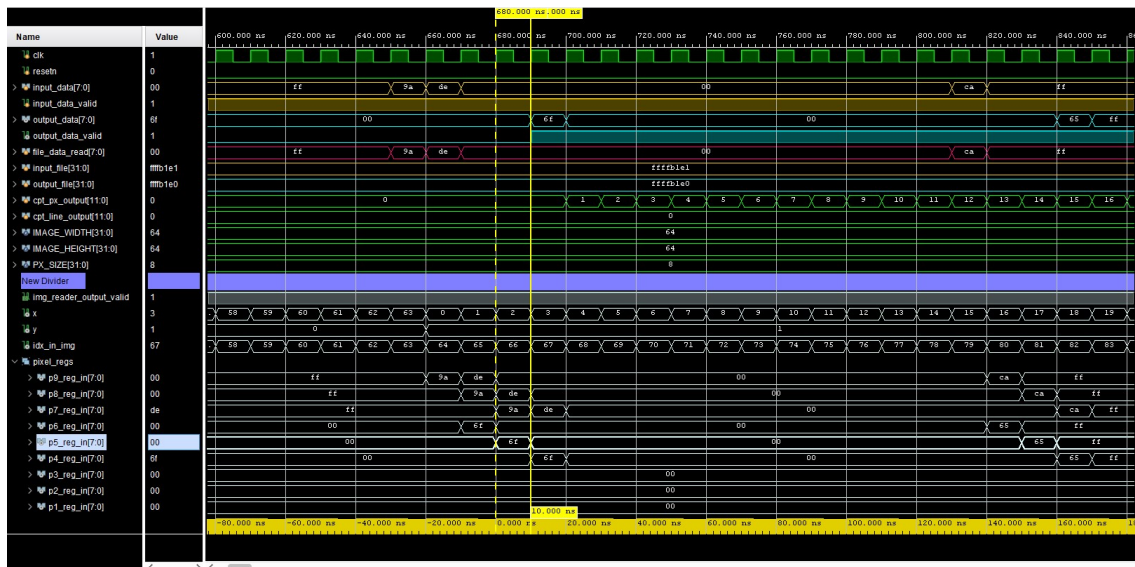 680.000 ns.000 ns
Name Value 600.000 ns 620.000 ns 640.000 ns 660.000 ns 680.000 ns 700.000 ns 720.000 ns 740.000 ns 760.000 ns 780.000 ns 800.000 ns 820.000 ns 840.000 ns
clk 1
resetn 0
input_data[7:0] 00 ff 9a de 00 ca ff
input_data_valid 1
output_data[7:0] 6f 00 6f 00 65 ff
output_data_valid 1
file_data_read[7:0] 00 ff 9a de 00 ca ff
input_file[31:0] ffffb1e1 ffffb1e1
output_file[31:0] ffffb1e0 ffffb1e0
cpt_px_output[11:0] 0 0 1 2 3 4 5 6 7 8 9 10 11 12 13 14 15 16
cpt_line_output[11:0] 0 0
IMAGE_WIDTH[31:0] 64 64
IMAGE_HEIGHT[31:0] 64 64
PX_SIZE[31:0] 8 8
New Divider
img_reader_output_valid 1
x 3 58 59 60 61 62 63 0 1 2 3 4 5 6 7 8 9 10 11 12 13 14 15 16 17 18 19
y 1 0 1
idx_in_img 67 58 59 60 61 62 63 64 65 66 67 68 69 70 71 72 73 74 75 76 77 78 79 80 81 82 83
pixel_regs
p9_reg_in[7:0] 00 ff 9a de 00 ca ff
p8_reg_in[7:0] 00 ff 9a de 00 ca ff
p7_reg_in[7:0] de ff 9a de 00 ca ff
p6_reg_in[7:0] 00 00 6f 00 65 ff
p5_reg_in[7:0] 00 00 6f 00 65 ff
p4_reg_in[7:0] 6f 00 6f 00 65 ff
p3_reg_in[7:0] 00 00
p2_reg_in[7:0] 00 00
p1_reg_in[7:0] 00 00
10.000 ns
-80.000 ns -60.000 ns -40.000 ns -20.000 ns 0.000 ns 20.000 ns 40.000 ns 60.000 ns 80.000 ns 100.000 ns 120.000 ns 140.000 ns 160.000 ns